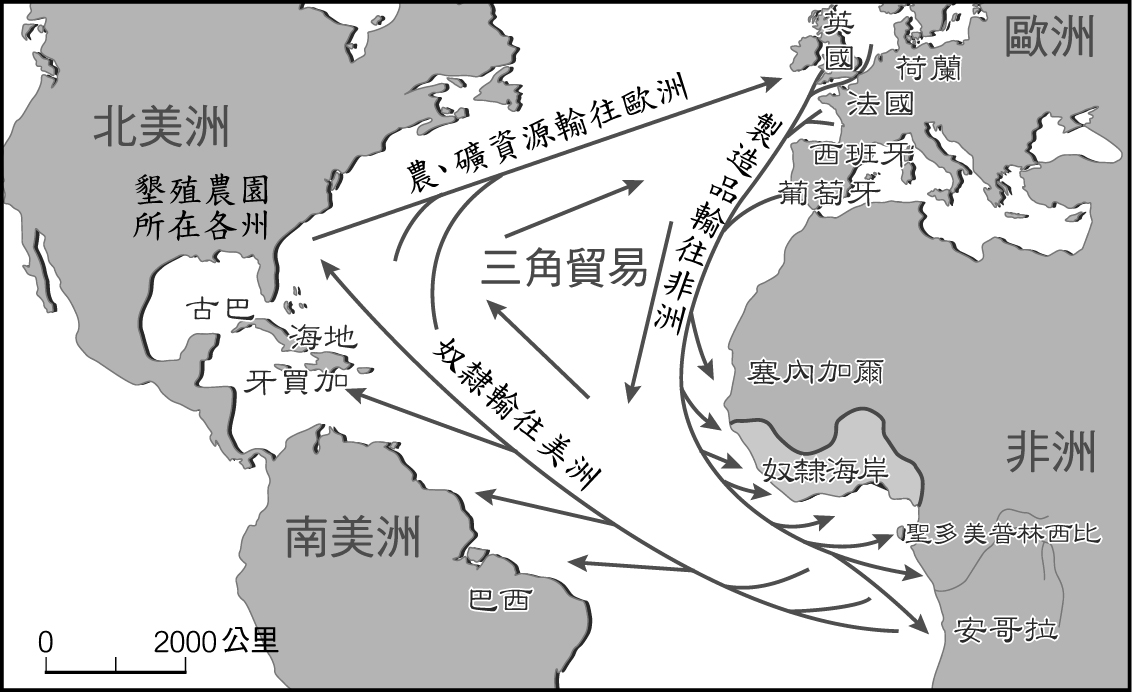 英國
歐洲
荷蘭
法國
西班牙
葡萄牙
北美洲
墾殖農園
所在各州
農、礦資源輸往歐洲
製造品輸往非洲
三角貿易
古巴
海地
牙買加
奴隸輸往美洲
塞內加爾
奴隸海岸
非洲
南美洲
聖多美普林西比
巴西
安哥拉
0 2000公里